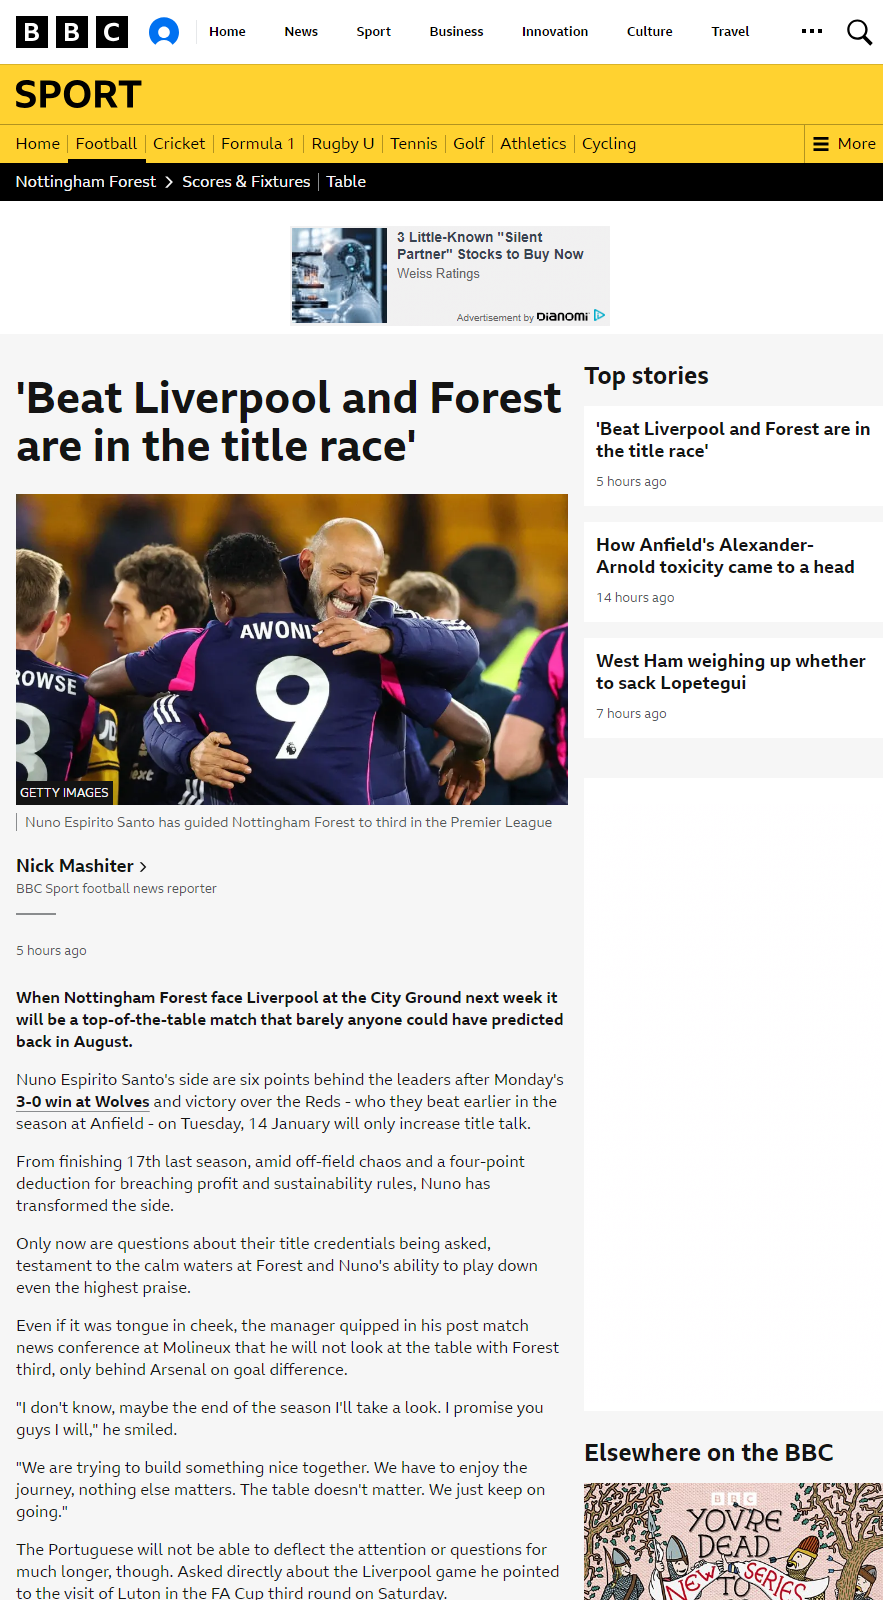 BBC
Home
News
Sport
Business
Innovation
Culture
Travel
SPORT
Home
Football
Cricket
Formula 1
Rugby U
Tennis
Golf
Athletics
Cycling
More
Nottingham Forest
Scores & Fixtures
Table
3 Little-Known "Silent
Partner" Stocks to Buy Now
Weiss Ratings
Advertisement by DIANOMI
'Beat Liverpool and Forest
are in the title race'
ROWSE
8
AWONI
9
JD
ext
GETTY IMAGES
Nuno Espirito Santo has guided Nottingham Forest to third in the Premier League
Nick Mashiter
BBC Sport football news reporter
5 hours ago
When Nottingham Forest face Liverpool at the City Ground next week it
will be a top-of-the-table match that barely anyone could have predicted
back in August.
Nuno Espirito Santo's side are six points behind the leaders after Monday's
3-0 win at Wolves and victory over the Reds - who they beat earlier in the
season at Anfield - on Tuesday, 14 January will only increase title talk.
From finishing 17th last season, amid off-field chaos and a four-point
deduction for breaching profit and sustainability rules, Nuno has
transformed the side.
Only now are questions about their title credentials being asked,
testament to the calm waters at Forest and Nuno's ability to play down
even the highest praise.
Even if it was tongue in cheek, the manager quipped in his post match
news conference at Molineux that he will not look at the table with Forest
third, only behind Arsenal on goal difference.
"I don't know, maybe the end of the season I'll take a look. I promise you
guys I will," he smiled.
"We are trying to build something nice together. We have to enjoy the
journey, nothing else matters. The table doesn't matter. We just keep on
going."
The Portuguese will not be able to deflect the attention or questions for
much longer, though. Asked directly about the Liverpool game he pointed
to the visit of Luton in the FA Cup third round on Saturday.
Top stories
'Beat Liverpool and Forest are in
the title race'
5 hours ago
How Anfield's Alexander-
Arnold toxicity came to a head
14 hours ago
West Ham weighing up whether
to sack Lopetegui
7 hours ago
Elsewhere on the BBC
BBC
YOU'RE
DEAD
TO
NEW SERIES